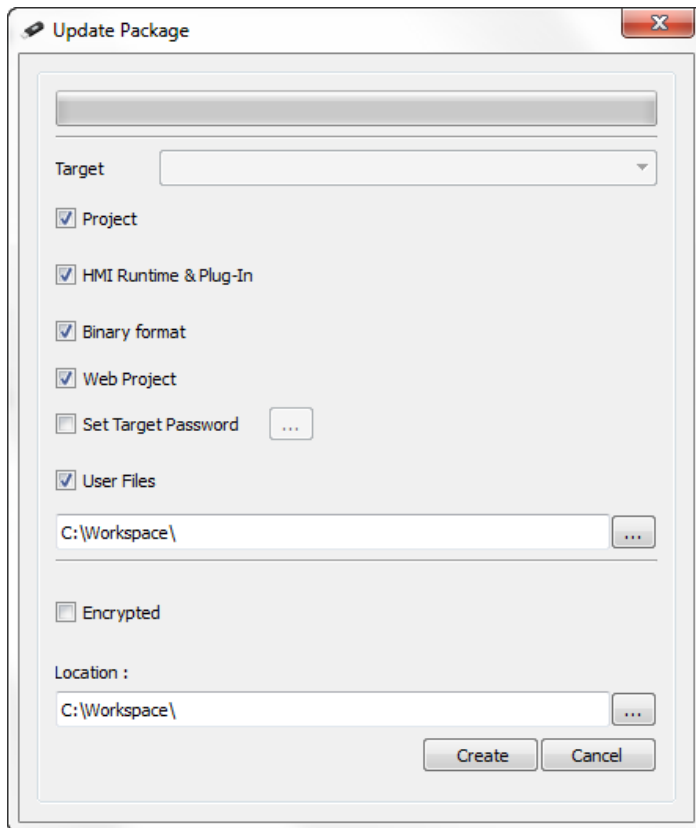 Update Package
Target
Project
HMI Runtime & Plug-In
Binary format
Web Project
Set Target Password ...
User Files
C:\Workspace\ ...
Encrypted
Location :
C:\Workspace\ ...
Create Cancel